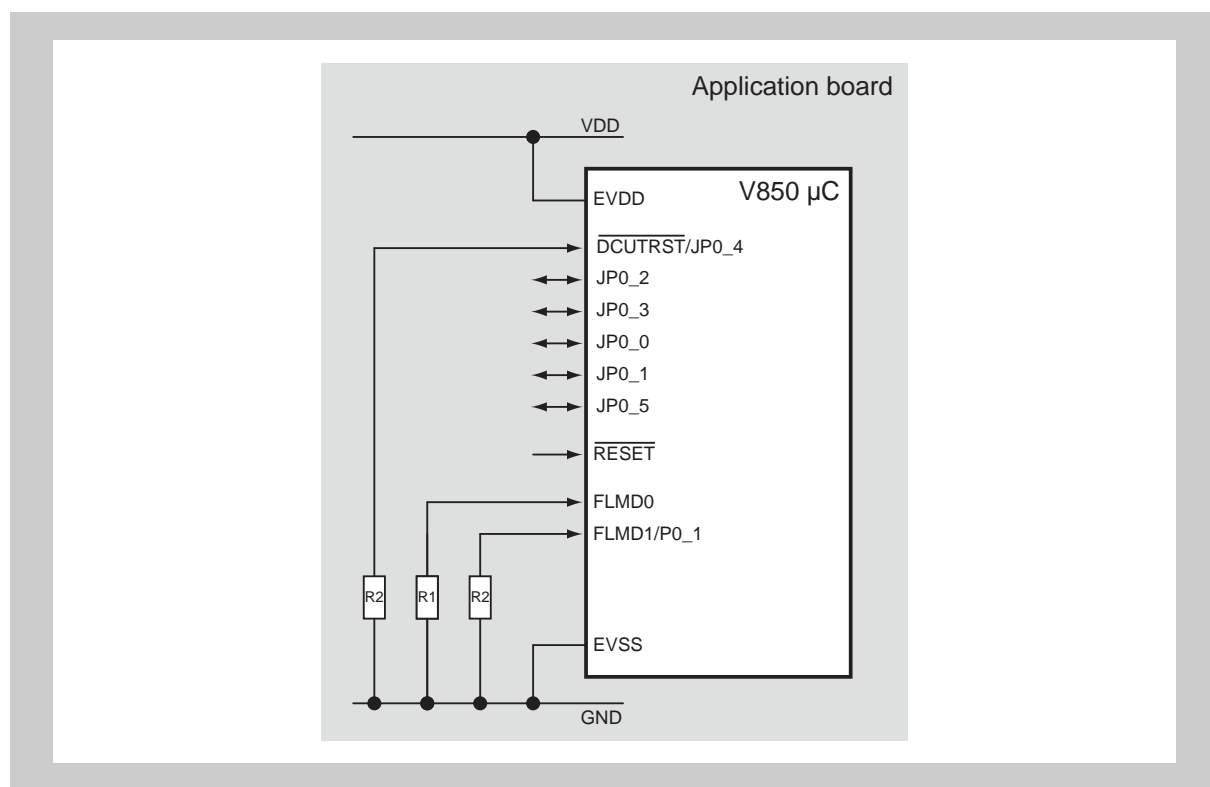 Application board
VDD
V850 µC
EVDD
DCUTRST/JP0_4
JP0_2
JP0_3
JP0_0
JP0_1
JP0_5
RESET
FLMD0
FLMD1/P0_1
R2 R1 R2
EVSS
GND